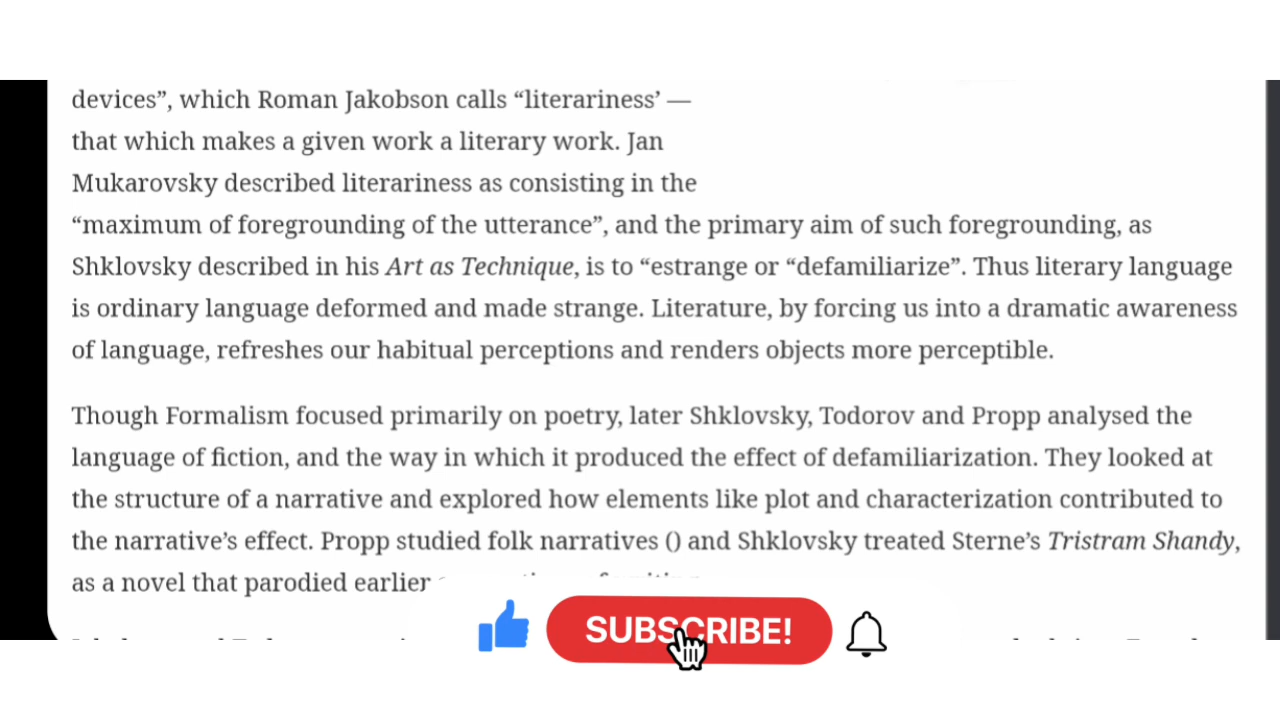 devices”, which Roman Jakobson calls “literariness’ —
that which makes a given work a literary work. Jan
Mukarovsky described literariness as consisting in the
“maximum of foregrounding of the utterance”, and the primary aim of such foregrounding, as
Shklovsky described in his Art as Technique, is to “estrange or “defamiliarize”. Thus literary language
is ordinary language deformed and made strange. Literature, by forcing us into a dramatic awareness
of language, refreshes our habitual perceptions and renders objects more perceptible.
Though Formalism focused primarily on poetry, later Shklovsky, Todorov and Propp analysed the
language of fiction, and the way in which it produced the effect of defamiliarization. They looked at
the structure of a narrative and explored how elements like plot and characterization contributed to
the narrative’s effect. Propp studied folk narratives () and Shklovsky treated Sterne’s Tristram Shandy,
as a novel that parodied earlier
SUBSCRIBE!